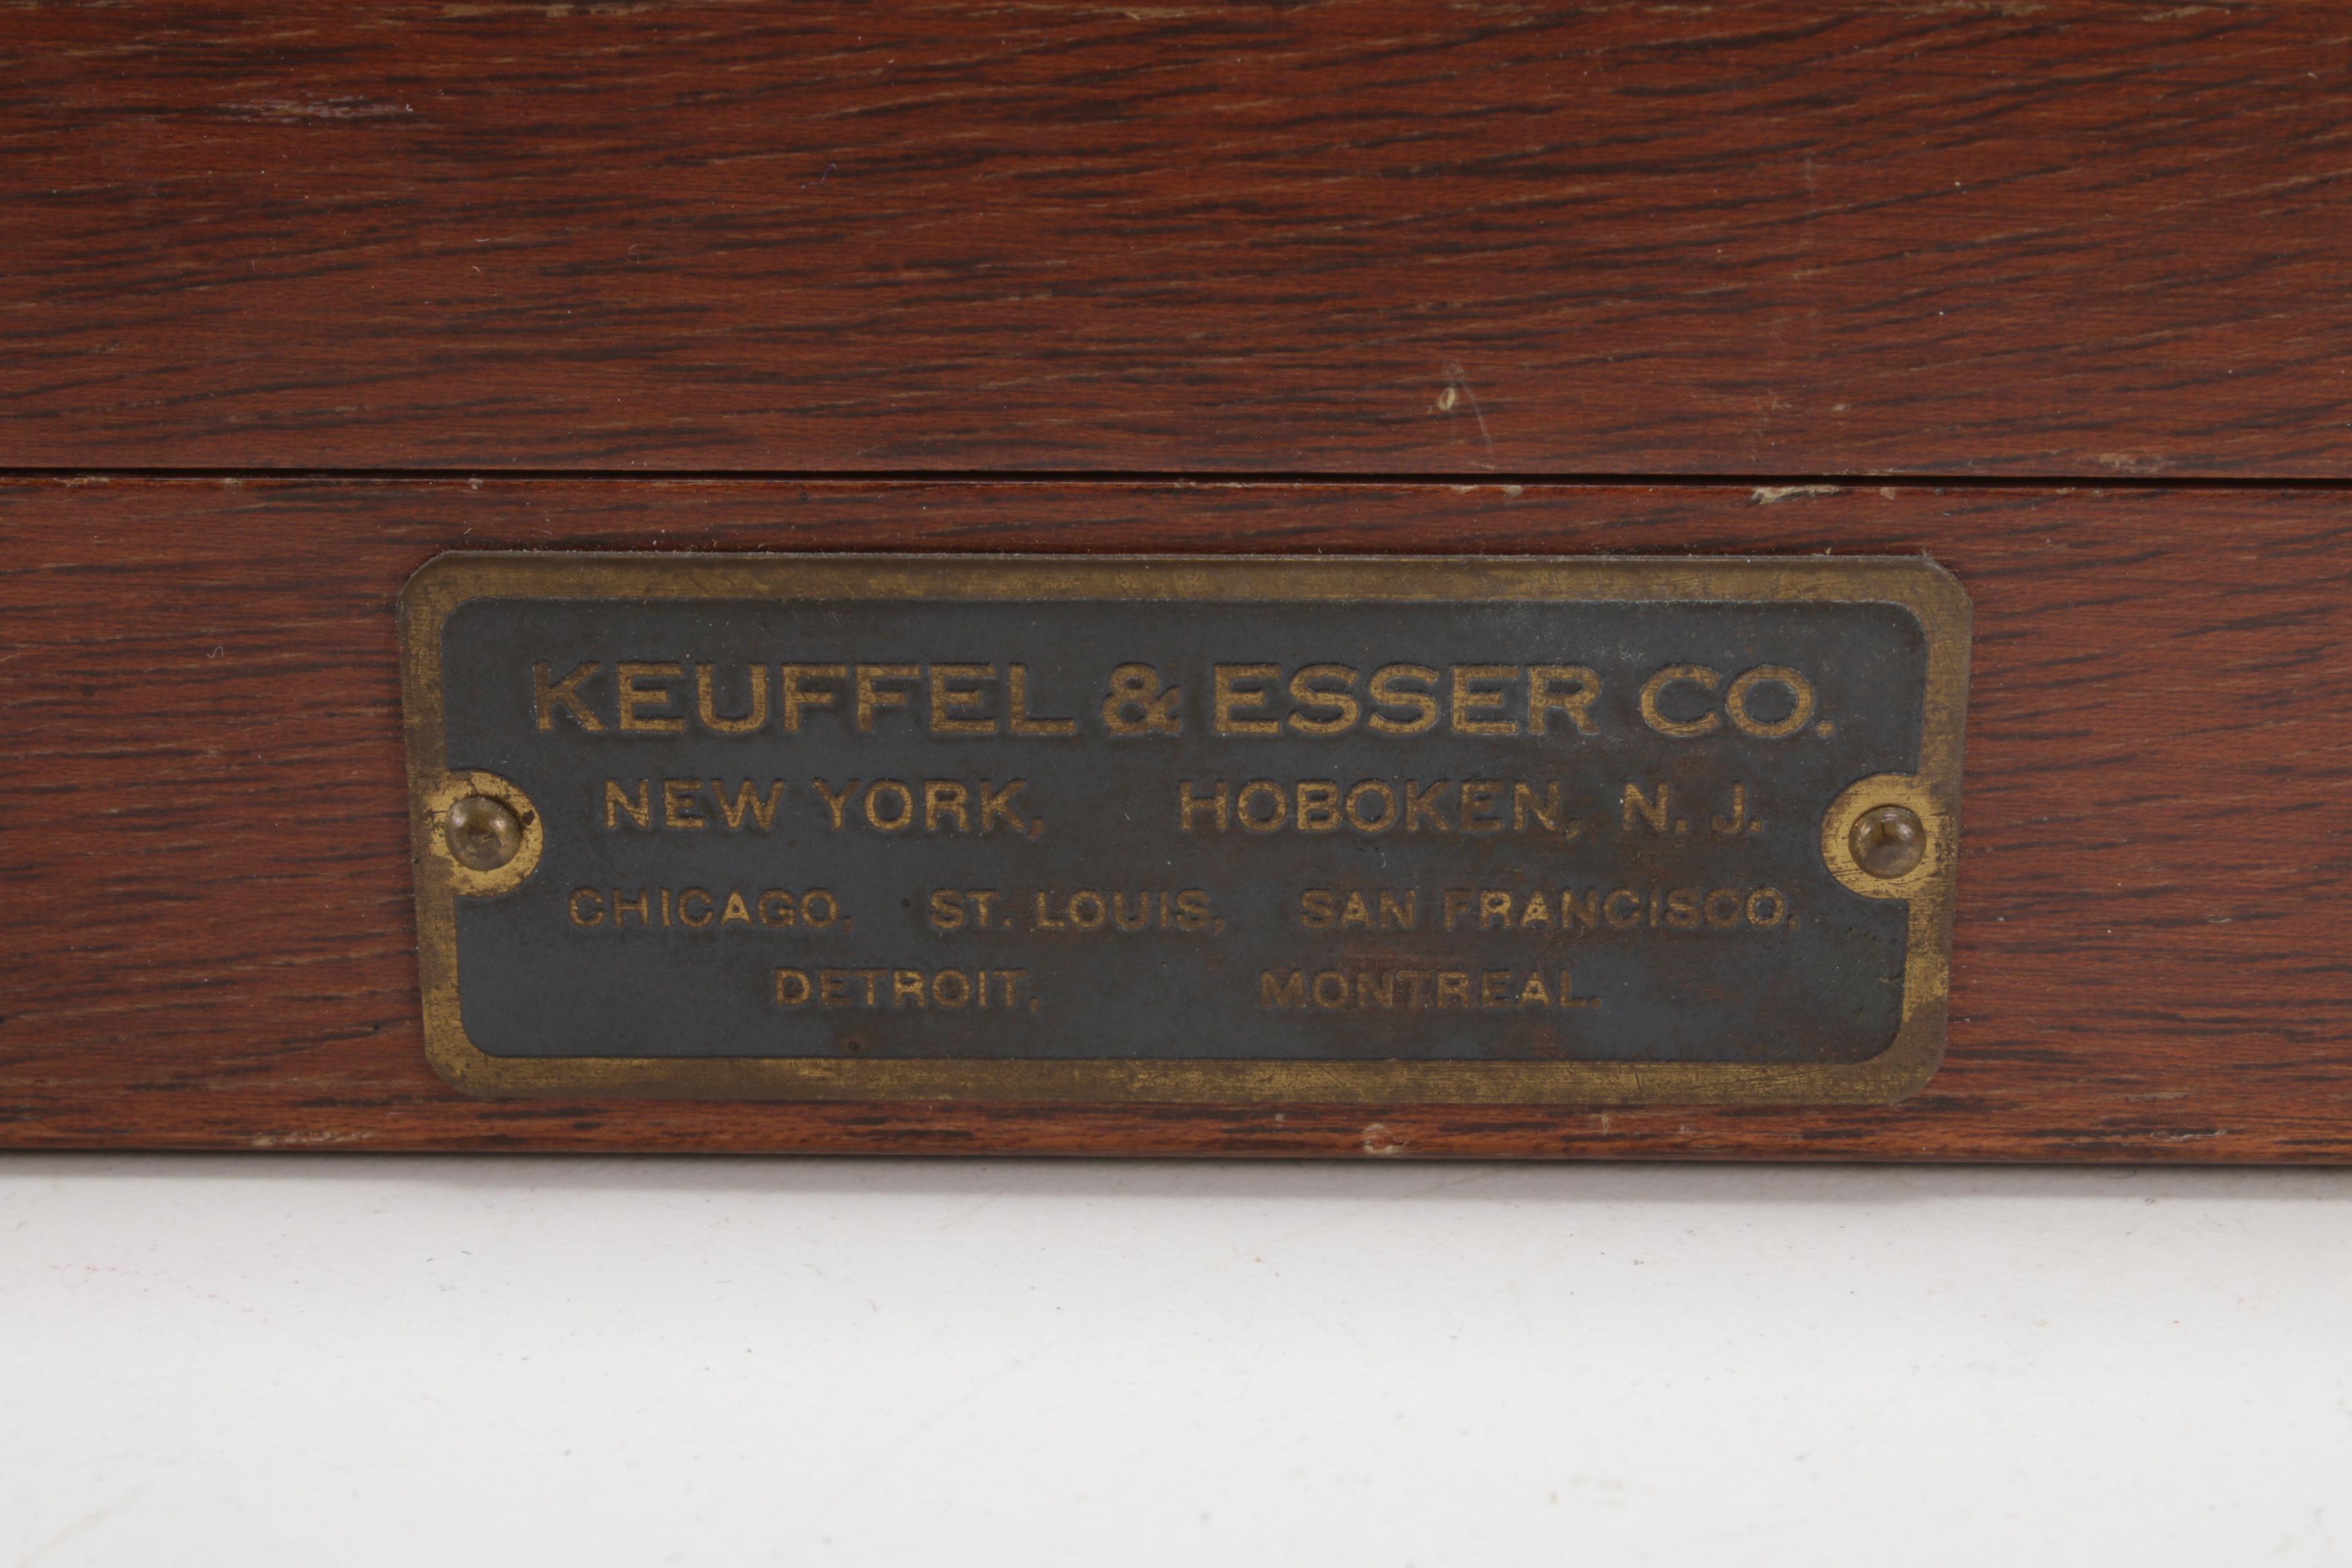 KEUFFEL & ESSER CO.
NEW YORK, HOBOKEN, N. J.
CHICAGO, ST. LOUIS, SAN FRANCISCO,
DETROIT, MONTREAL.